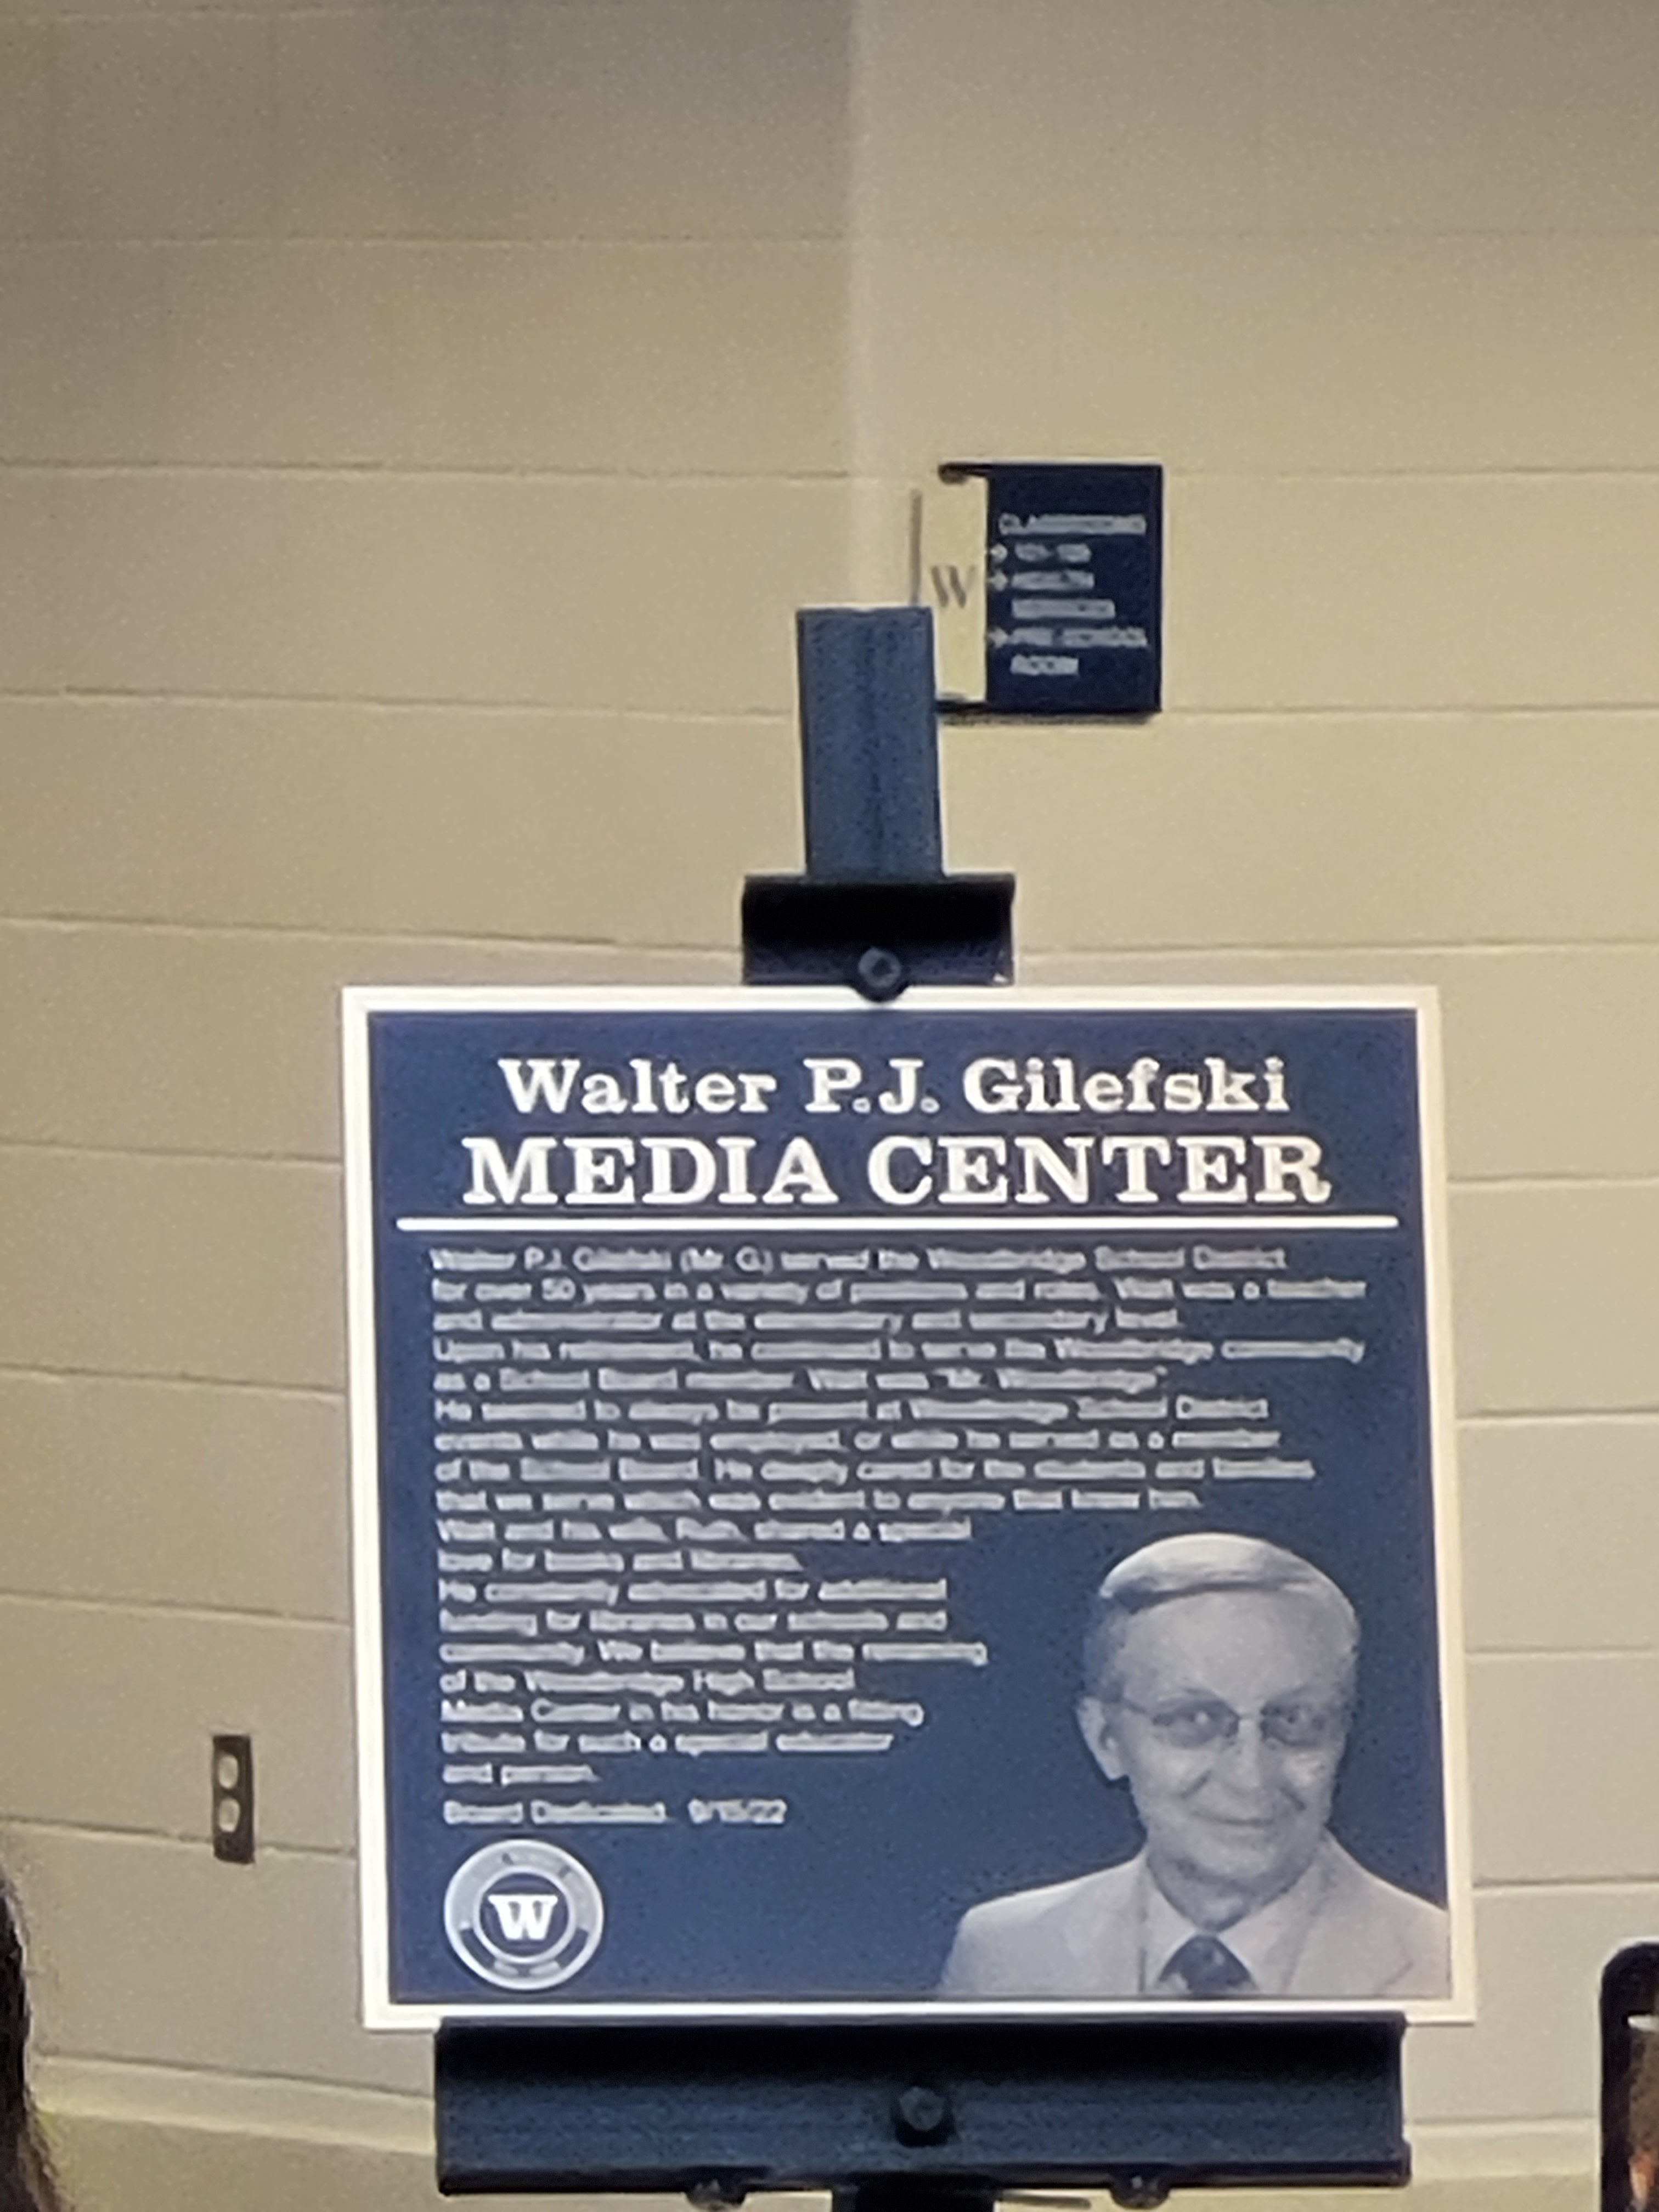 CLASSROOMS
W
PRE-SCHOOL
ROOM
Walter P.J. Gilefski
MEDIA CENTER
Walter P.J. Gilefski (Mr. G.) served the Woodbridge School District
for over 50 years in a variety of positions and roles. Walt was a teacher
and administrator at the elementary and secondary level.
Upon his retirement, he continued to serve the Woodbridge community
as a School Board member. Walt was "Mr. Woodbridge".
He seemed to always be present at Woodbridge School District
events while he was employed, or while he served as a member
of the School Board. He deeply cared for the students and families
that we serve which was evident to anyone that knew him.
Walt and his wife, Ruth, shared a special
love for books and libraries.
He constantly advocated for additional
funding for libraries in our schools and
community. We believe that the renaming
of the Woodbridge High School
Media Center in his honor is a fitting
tribute for such a special educator
and person.
Board Dedicated: 9/15/22
W